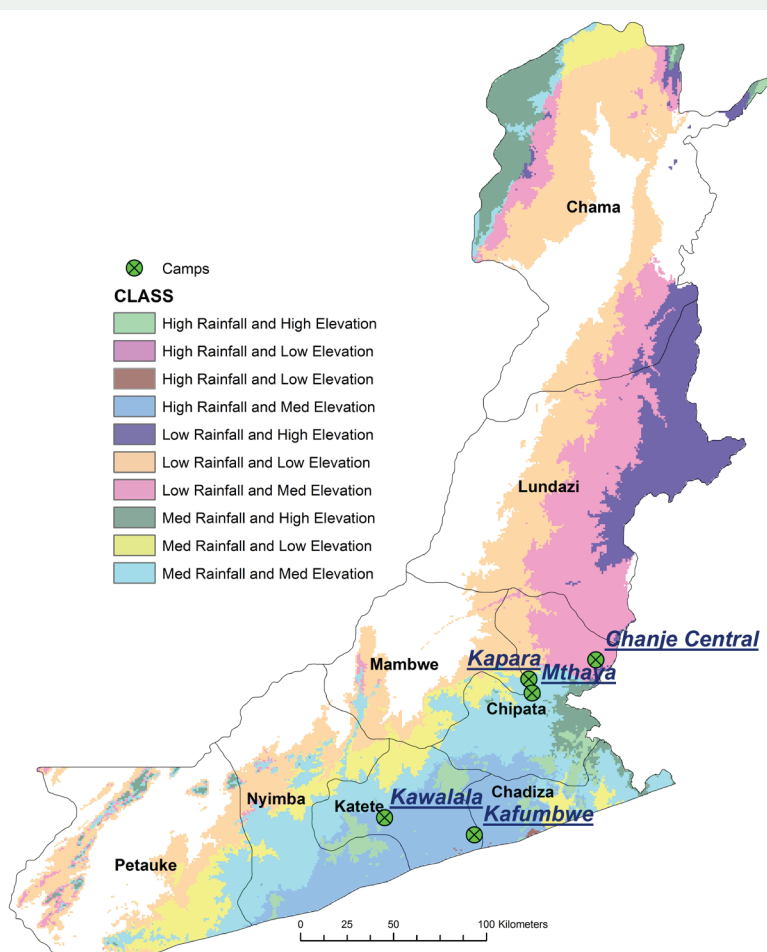 Chama
Camps
CLASS
High Rainfall and High Elevation
High Rainfall and Low Elevation
High Rainfall and Low Elevation
High Rainfall and Med Elevation
Low Rainfall and High Elevation
Low Rainfall and Low Elevation
Low Rainfall and Med Elevation
Med Rainfall and High Elevation
Med Rainfall and Low Elevation
Med Rainfall and Med Elevation
Lundazi
Chanje Central
Kapara
Mambwe
Mthaya
Chipata
Nyimba
Katete
Kawalala
Chadiza
Kafumbwe
Petauke
0 25 50 100 Kilometers